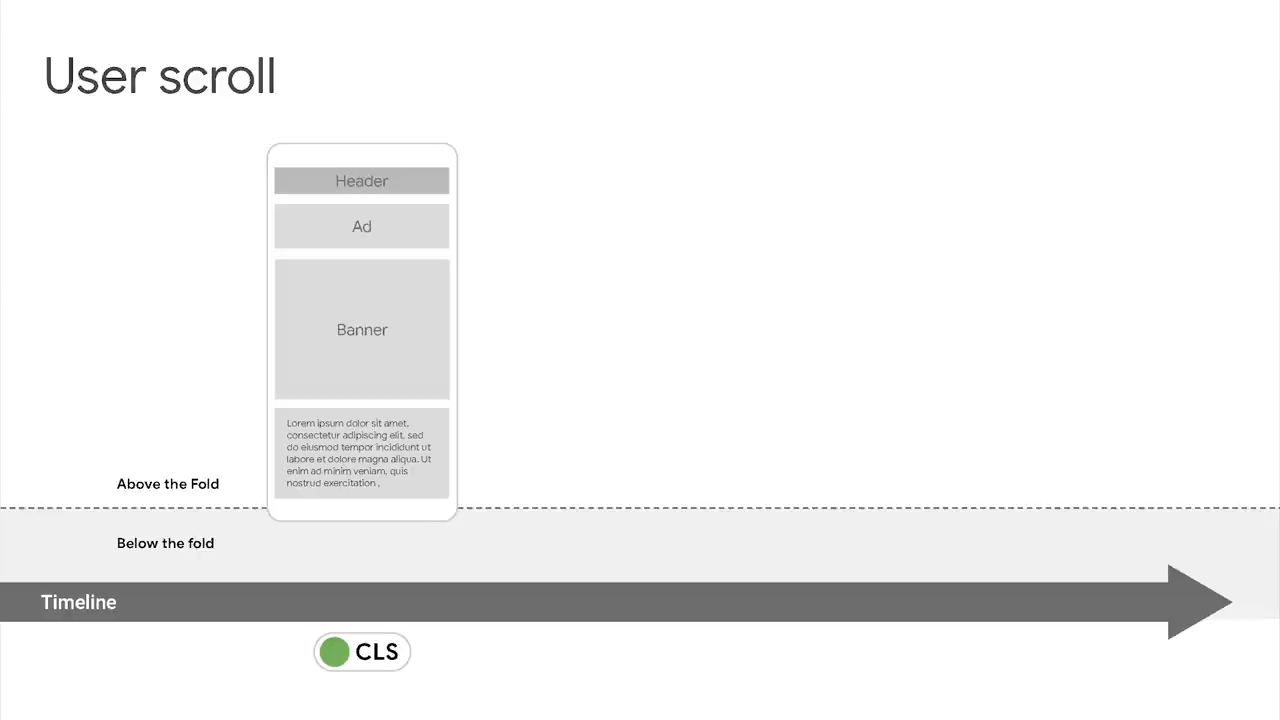 User scroll
Header
Ad
Banner
Lorem ipsum dolor sit amet,
consectetur adipiscing elit, sed
do eiusmod tempor incididunt ut
labore et dolore magna aliqua. Ut
enim ad minim veniam, quis
nostrud exercitation .
Above the Fold
Below the fold
Timeline
CLS